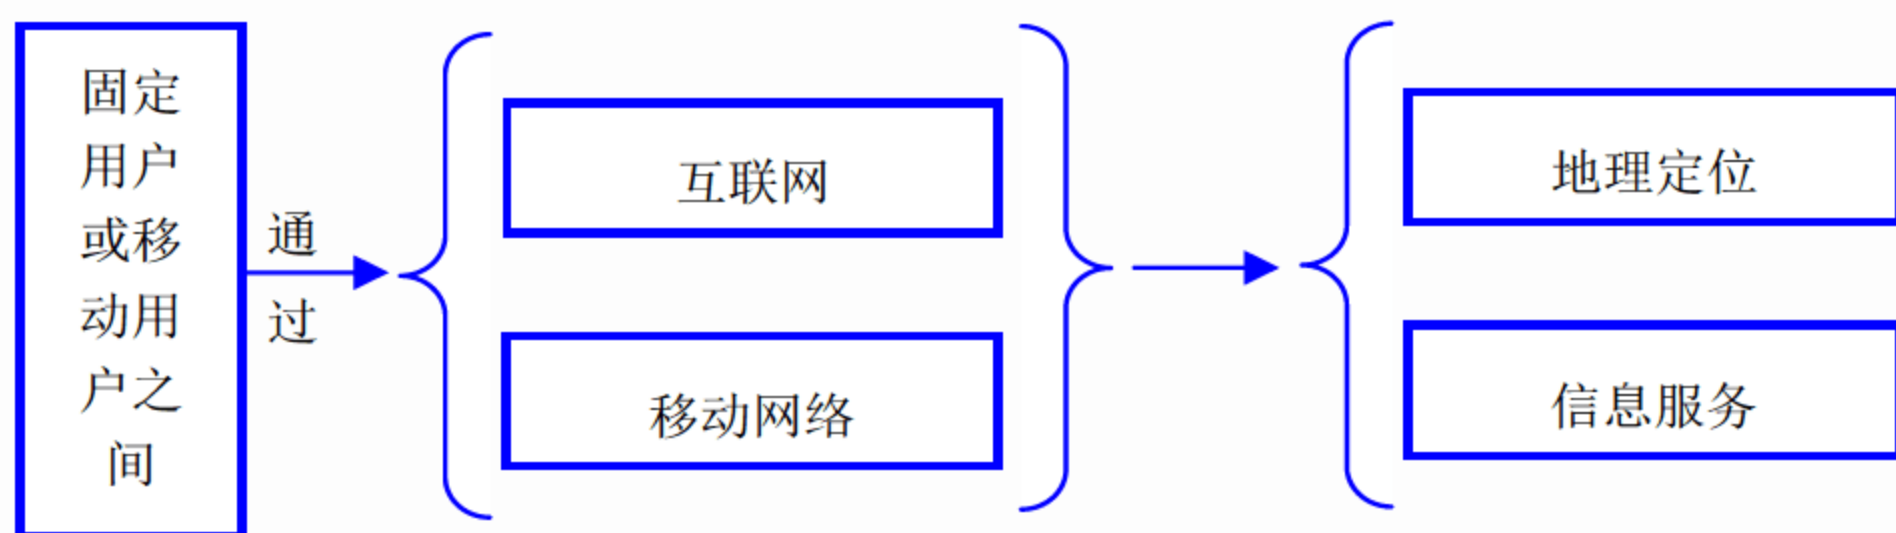 固定
用户
或移
动用
户之
间
通
过
互联网
移动网络
地理定位
信息服务